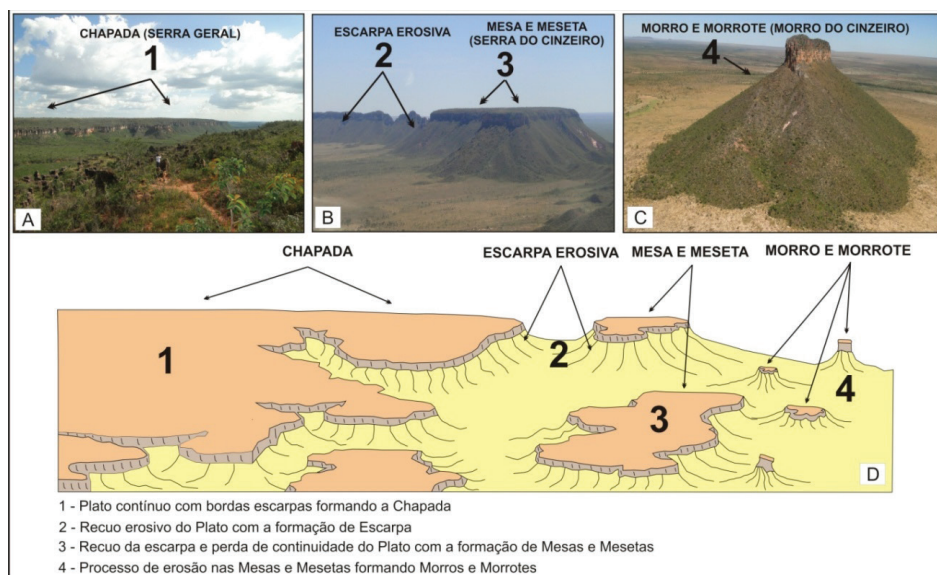 CHAPADA (SERRA GERAL)
1
A
ESCARPA EROSIVA
2
MESA E MESETA
(SERRA DO CINZEIRO)
3
B
MORRO E MORROTE (MORRO DO CINZEIRO)
4
C
CHAPADA
ESCARPA EROSIVA
MESA E MESETA
MORRO E MORROTE
1
2
3
4
D
1 - Plato contínuo com bordas escarpas formando a Chapada
2 - Recuo erosivo do Plato com a formação de Escarpa
3 - Recuo da escarpa e perda de continuidade do Plato com a formação de Mesas e Mesetas
4 - Processo de erosão nas Mesas e Mesetas formando Morros e Morrotes